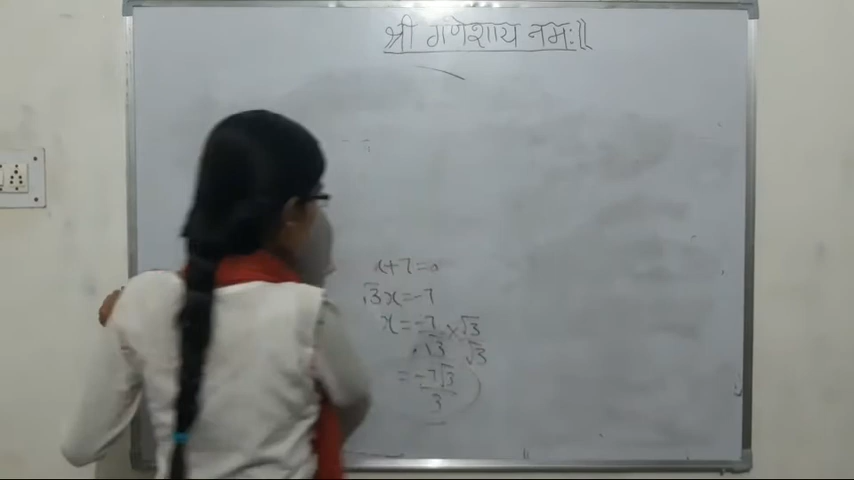 श्री गणेशाय नमः॥
x+7=0
√3x=-7
x=-7/√3×√3/√3
=-7√3/3